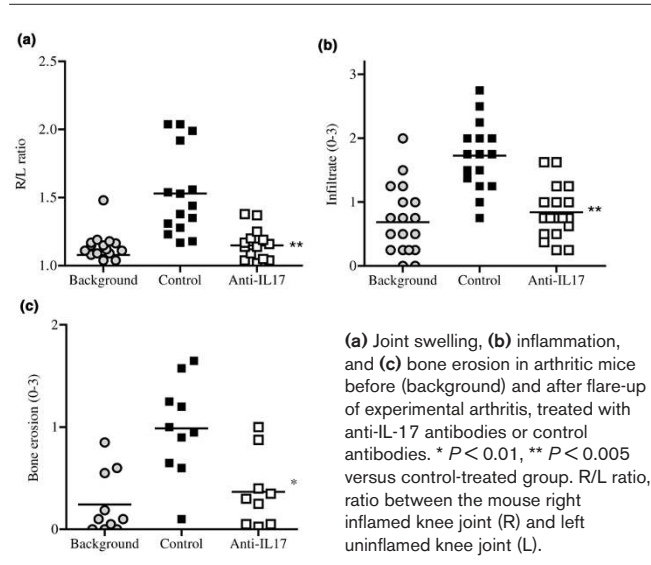 (a)
2.5
2.0
1.5
1.0
R/L ratio
Background Control Anti-IL17
**
(b)
3
2
1
0
Infiltrate (0-3)
Background Control Anti-IL17
**
(c)
2
1
0
Bone erosion (0-3)
Background Control Anti-IL17
*
(a) Joint swelling, (b) inflammation,
and (c) bone erosion in arthritic mice
before (background) and after flare-up
of experimental arthritis, treated with
anti-IL-17 antibodies or control
antibodies. * P < 0.01, ** P < 0.005
versus control-treated group. R/L ratio,
ratio between the mouse right
inflamed knee joint (R) and left
uninflamed knee joint (L).